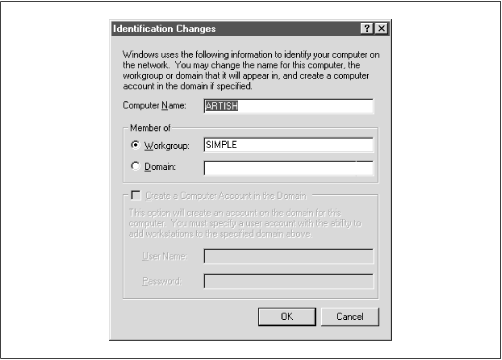 Identification Changes
Windows uses the following information to identify your computer on
the network. You may change the name for this computer, the
workgroup or domain that it will appear in, and create a computer
account in the domain if specified.
Computer Name: ARTISH
Member of
Workgroup: SIMPLE
Domain:
Create a Computer Account in the Domain
This option will create an account on the domain for this
computer. You must specify a user account with the ability to
add workstations to the specified domain above.
User Name:
Password:
OK Cancel